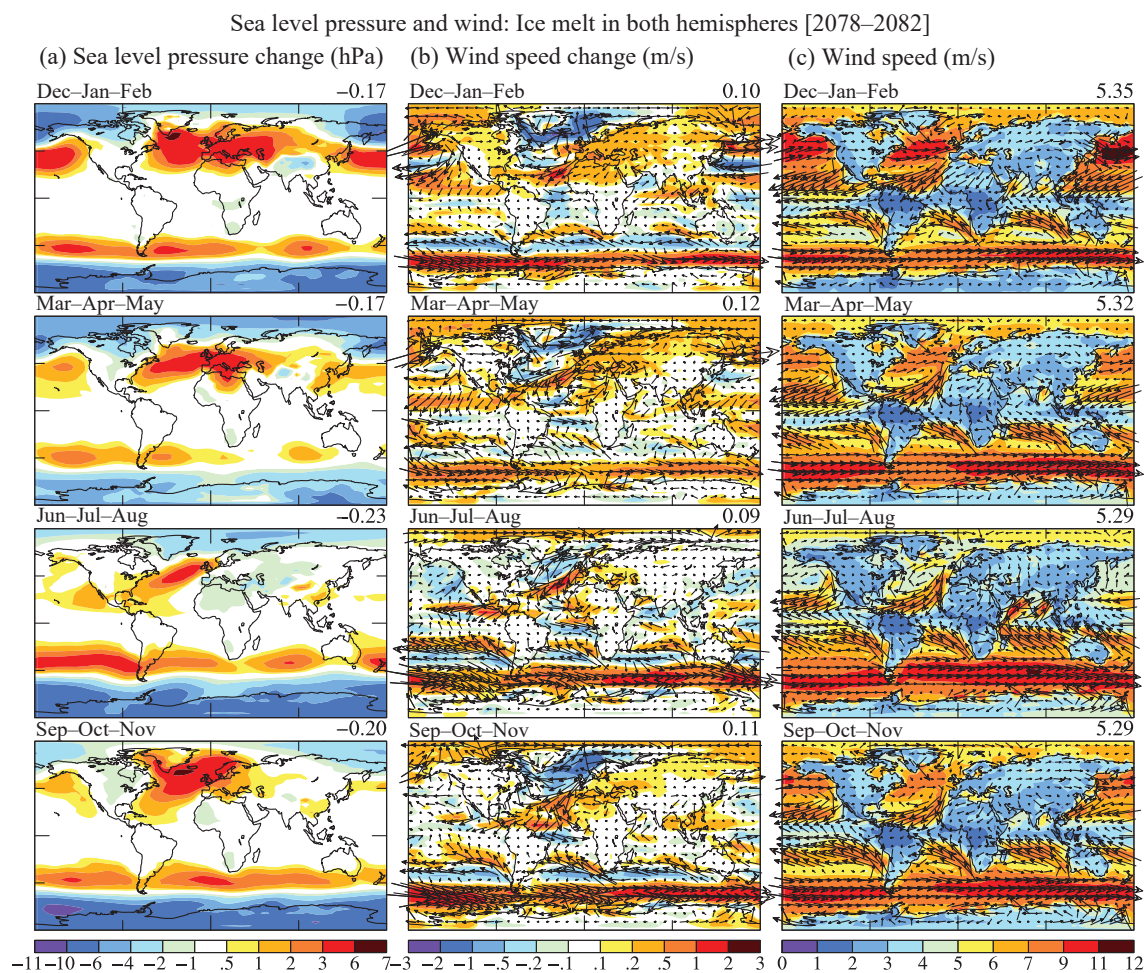 Sea level pressure and wind: Ice melt in both hemispheres [2078–2082]
(a) Sea level pressure change (hPa) (b) Wind speed change (m/s) (c) Wind speed (m/s)
Dec–Jan–Feb −0.17 Dec–Jan–Feb 0.10 Dec–Jan–Feb 5.35
Mar–Apr–May −0.17 Mar–Apr–May 0.12 Mar–Apr–May 5.32
Jun–Jul–Aug −0.23 Jun–Jul–Aug 0.09 Jun–Jul–Aug 5.29
Sep–Oct–Nov −0.20 Sep–Oct–Nov 0.11 Sep–Oct–Nov 5.29
−11 −10 −6 −4 −2 −1 .5 1 2 3 6 7 −3 −2 −1 −.5 −.2 −.1 .1 .2 .5 1 2 3 0 1 2 3 4 5 6 7 9 11 12